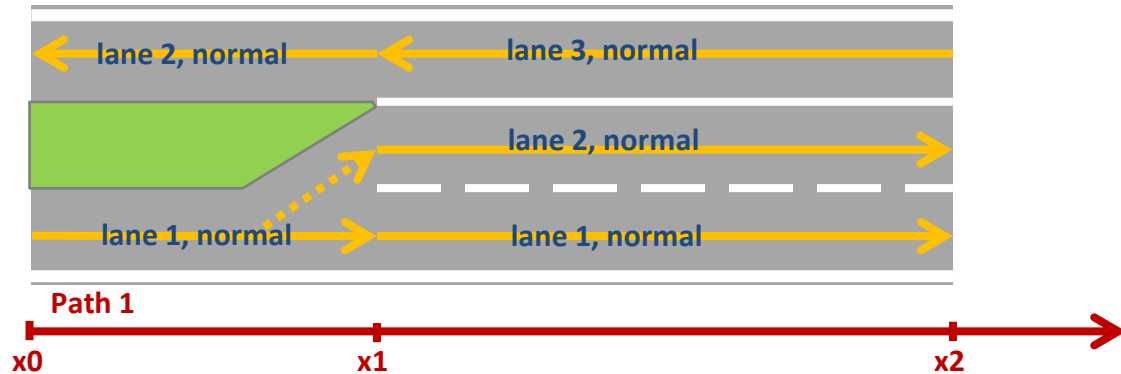 lane 2, normal
lane 3, normal
lane 2, normal
lane 1, normal
lane 1, normal
Path 1
x0
x1
x2